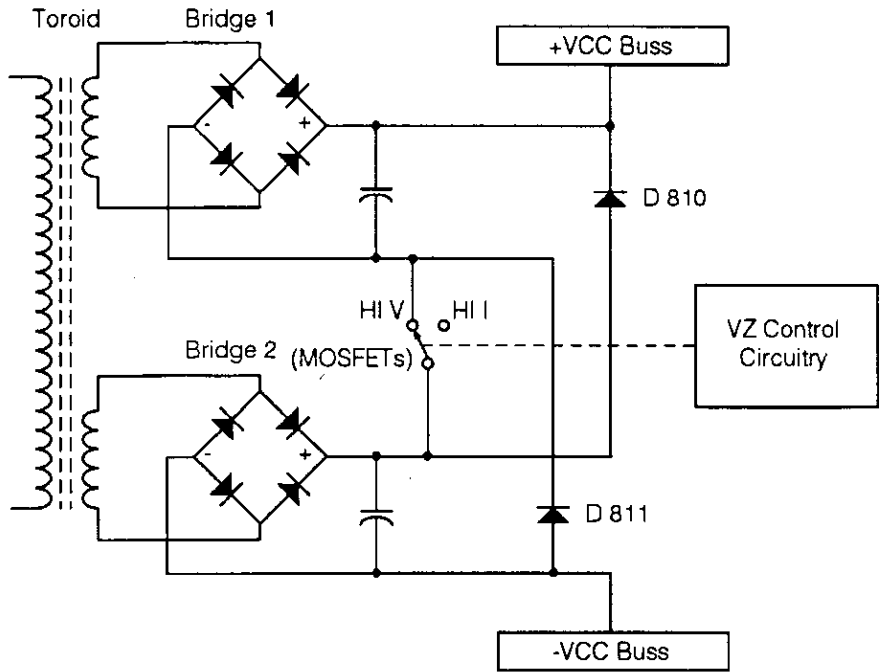 Toroid
Bridge 1
+VCC Buss
-
+
D 810
HI V
HI I
(MOSFETs)
VZ Control
Circuitry
Bridge 2
-
+
D 811
-VCC Buss